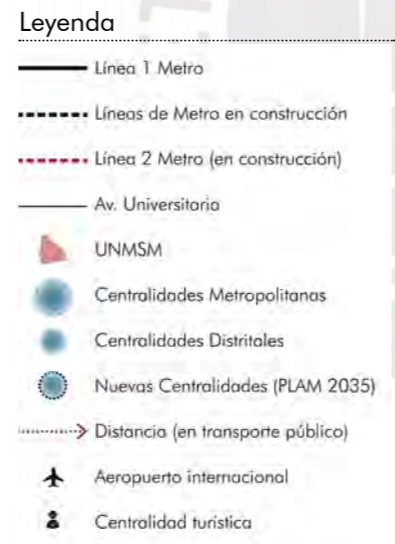 Leyenda
Línea 1 Metro
Líneas de Metro en construcción
Línea 2 Metro (en construcción)
Av. Universitaria
UNMSM
Centralidades Metropolitanas
Centralidades Distritales
Nuevas Centralidades (PLAM 2035)
Distancia (en transporte público)
Aeropuerto internacional
Centralidad turística